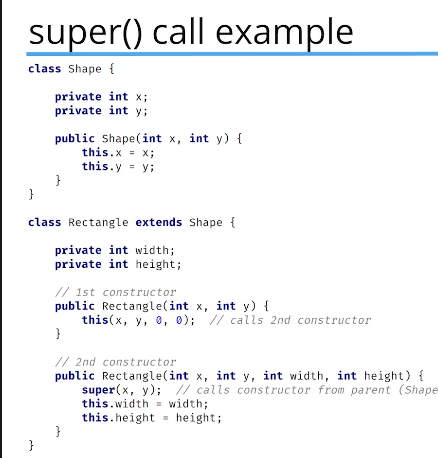 super() call example
class Shape {
    private int x;
    private int y;
    public Shape(int x, int y) {
        this.x = x;
        this.y = y;
    }
}
class Rectangle extends Shape {
    private int width;
    private int height;
    // 1st constructor
    public Rectangle(int x, int y) {
        this(x, y, 0, 0);  // calls 2nd constructor
    }
    // 2nd constructor
    public Rectangle(int x, int y, int width, int height) {
        super(x, y);  // calls constructor from parent (Shape
        this.width = width;
        this.height = height;
    }
}